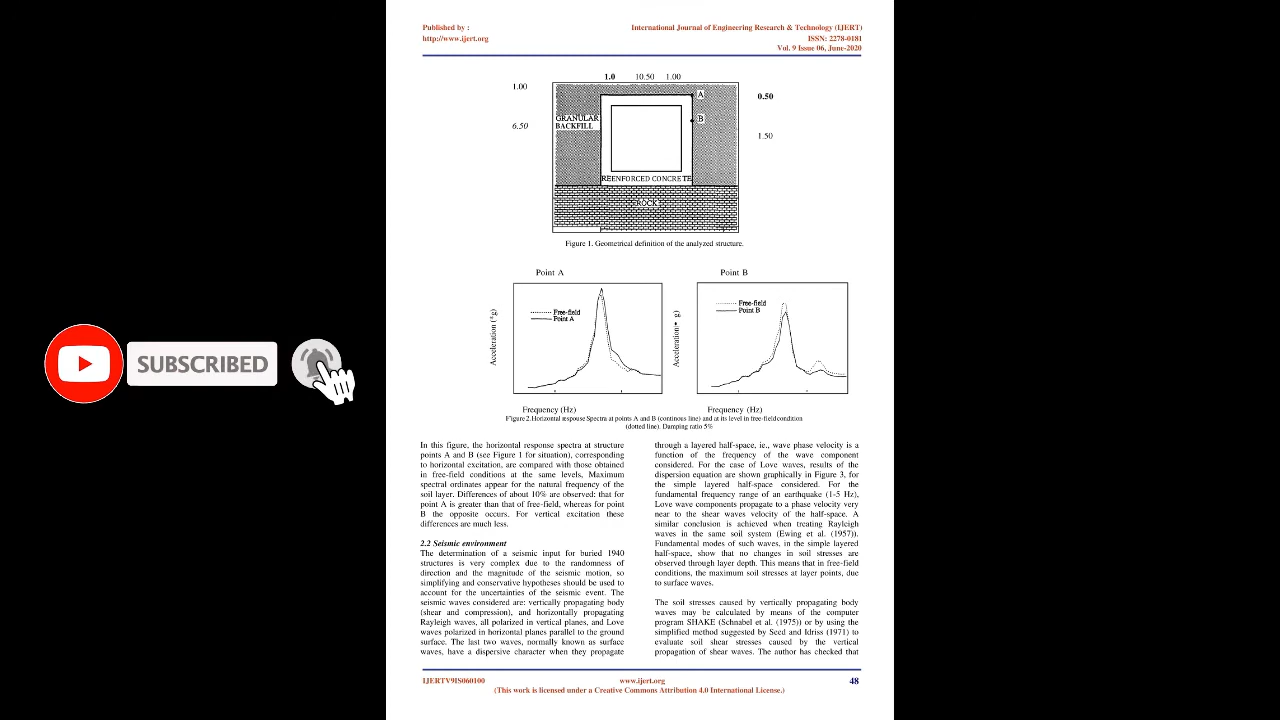 Published by :
http://www.ijert.org
International Journal of Engineering Research & Technology (IJERT)
ISSN: 2278-0181
Vol. 9 Issue 06, June-2020
1.0 10.50 1.00
1.00
6.50
A
B
0.50
1.50
GRANULAR
BACKFILL
REENFORCED CONCRETE
ROCK
Figure 1. Geometrical definition of the analyzed structure.
Point A
Point B
Acceleration (*g)
Free-field
Point A
Acceleration• g)
Free-field
Point B
Frequency (Hz)
Frequency (Hz)
Figure 2.Horizontal response Spectra at points A and B (continous line) and at its level in free-fieldcondition
(dotted line). Damping ratio 5%
In this figure, the horizontal response spectra at structure
points A and B (see Figure 1 for situation), corresponding
to horizontal excitation, are compared with those obtained
in free-field conditions at the same levels, Maximum
spectral ordinates appear for the natural frequency of the
soil layer. Differences of about 10% are observed: that for
point A is greater than that of free-field, whereas for point
B the opposite occurs. For vertical excitation these
differences are much less.
2.2 Seismic environment
The determination of a seismic input for buried 1940
structures is very complex due to the randomness of
direction and the magnitude of the seismic motion, so
simplifying and conservative hypotheses should be used to
account for the uncertainties of the seismic event. The
seismic waves considered are: vertically propagating body
(shear and compression), and horizontally propagating
Rayleigh waves, all polarized in vertical planes, and Love
waves polarized in horizontal planes parallel to the ground
surface. The last two waves, normally known as surface
waves, have a dispersive character when they propagate
through a layered half-space, ie., wave phase velocity is a
function of the frequency of the wave component
considered. For the case of Love waves, results of the
dispersion equation are shown graphically in Figure 3, for
the simple layered half-space considered. For the
fundamental frequency range of an earthquake (1-5 Hz),
Love wave components propagate to a phase velocity very
near to the shear waves velocity of the half-space. A
similar conclusion is achieved when treating Rayleigh
waves in the same soil system (Ewing et al. (1957)).
Fundamental modes of such waves, in the simple layered
half-space, show that no changes in soil stresses are
observed through layer depth. This means that in free-field
conditions, the maximum soil stresses at layer points, due
to surface waves.
The soil stresses caused by vertically propagating body
waves may be calculated by means of the computer
program SHAKE (Schnabel et al. (1975)) or by using the
simplified method suggested by Seed and Idriss (1971) to
evaluate soil shear stresses caused by the vertical
propagation of shear waves. The author has checked that
SUBSCRIBED
IJERTV9IS060100
www.ijert.org
48
(This work is licensed under a Creative Commons Attribution 4.0 International License.)